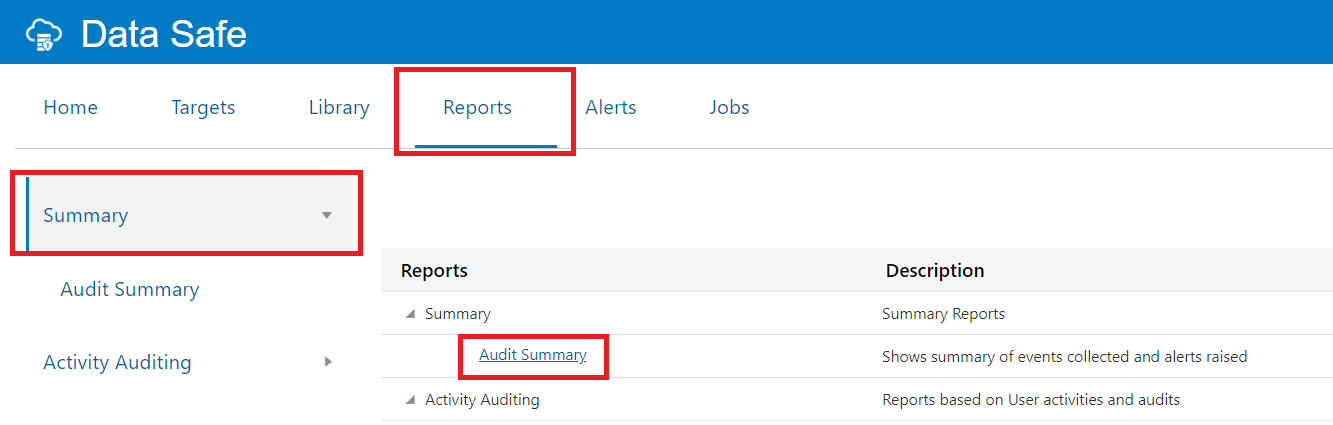 Data Safe
Home Targets Library Reports Alerts Jobs
Summary
Audit Summary
Activity Auditing
Reports Description
Summary Summary Reports
Audit Summary Shows summary of events collected and alerts raised
Activity Auditing Reports based on User activities and audits